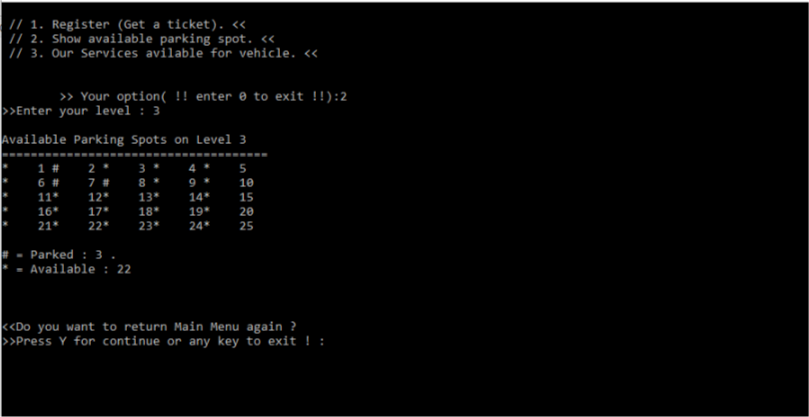 // 1. Register (Get a ticket). <<
// 2. Show available parking spot. <<
// 3. Our Services avilable for vehicle. <<
>> Your option( !! enter 0 to exit !!):2
>>Enter your level : 3
Available Parking Spots on Level 3
=====================================
* 1 # 2 * 3 * 4 * 5
* 6 # 7 # 8 * 9 * 10
* 11* 12* 13* 14* 15
* 16* 17* 18* 19* 20
* 21* 22* 23* 24* 25
# = Parked : 3 .
* = Available : 22
<<Do you want to return Main Menu again ?
>>Press Y for continue or any key to exit ! :